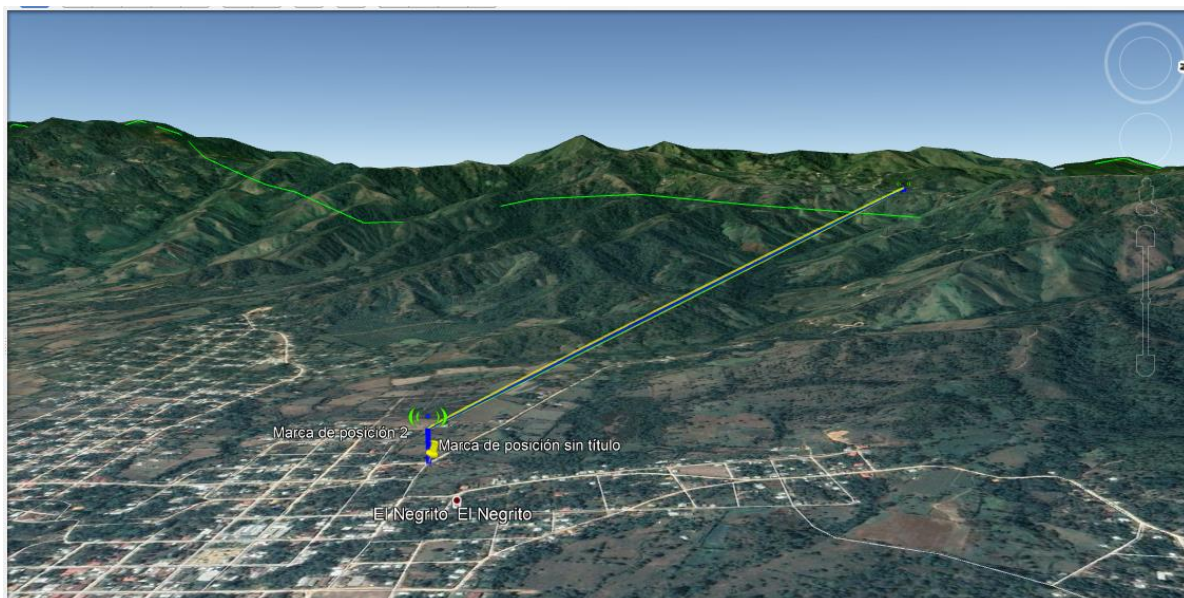 Marca de posición 2
Marca de posición sin título
El Negrito El Negrito